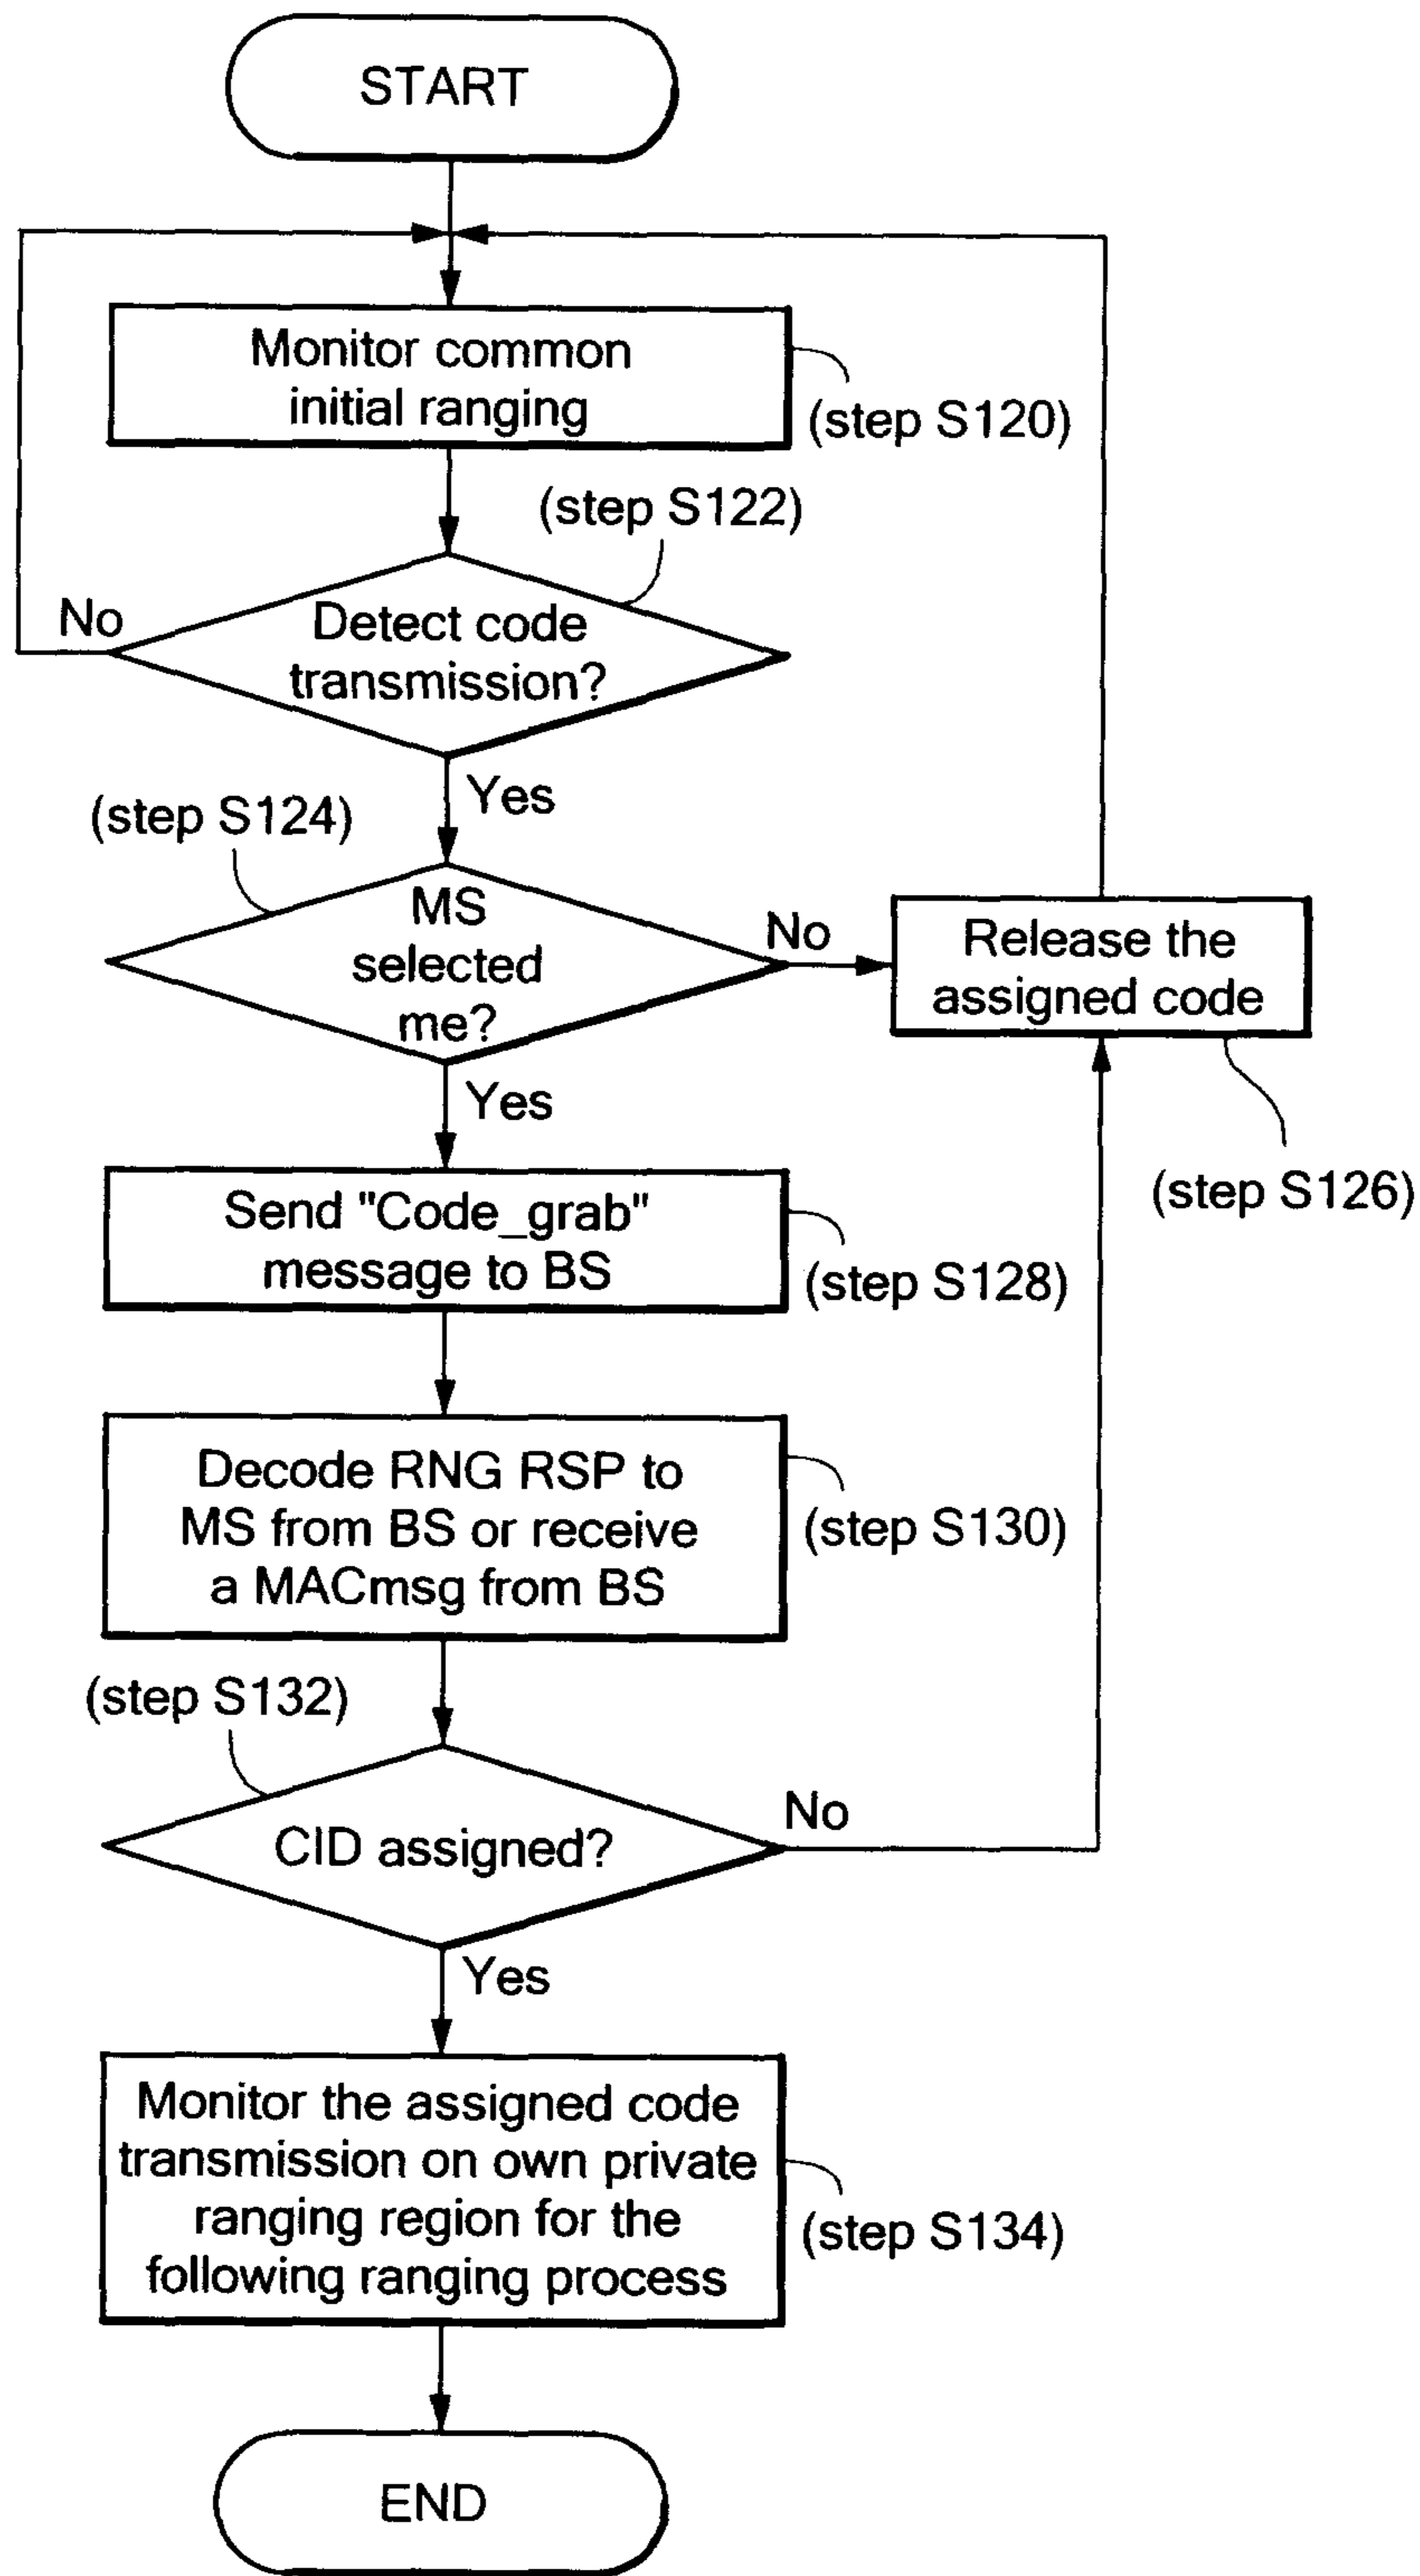 START
Monitor common
initial ranging
(step S120)
(step S122)
Detect code
transmission?
No
Yes
(step S124)
MS
selected
me?
No
Release the
assigned code
(step S126)
Yes
Send "Code_grab"
message to BS
(step S128)
Decode RNG RSP to
MS from BS or receive
a MACmsg from BS
(step S130)
(step S132)
CID assigned?
No
Yes
Monitor the assigned code
transmission on own private
ranging region for the
following ranging process
(step S134)
END